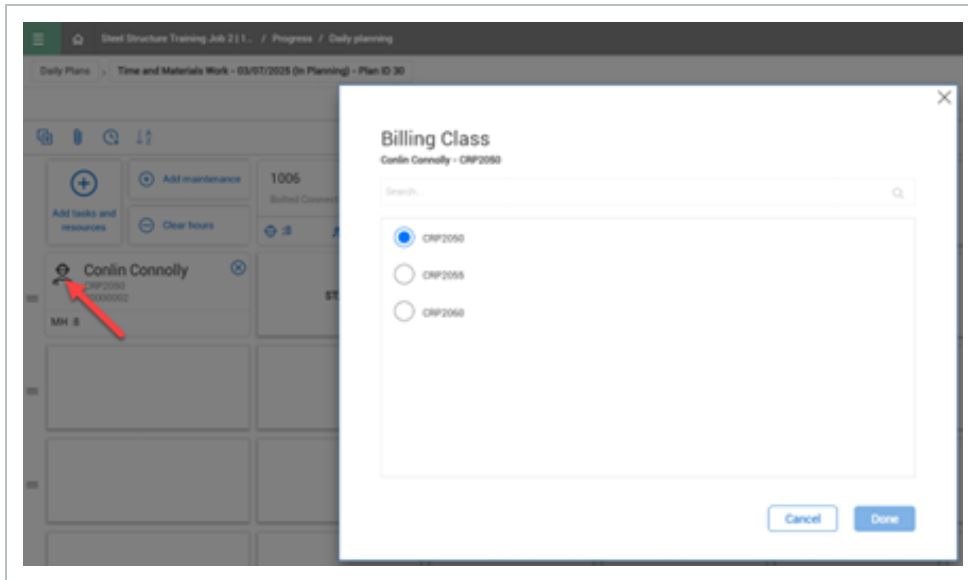 Steel Structure Training Job 2 | 1... / Progress / Daily planning
Daily Plans > Time and Materials Work - 03/07/2025 (In Planning) - Plan ID 30
Billing Class
Conlin Connolly - CRP2050
Search...
Add tasks and
resources
Add maintenance
Clear hours
1006
Bolted Connect
:8
CRP2050
CRP2055
CRP2060
Conlin Connolly
CRP2050
MH :8
ST
Cancel
Done